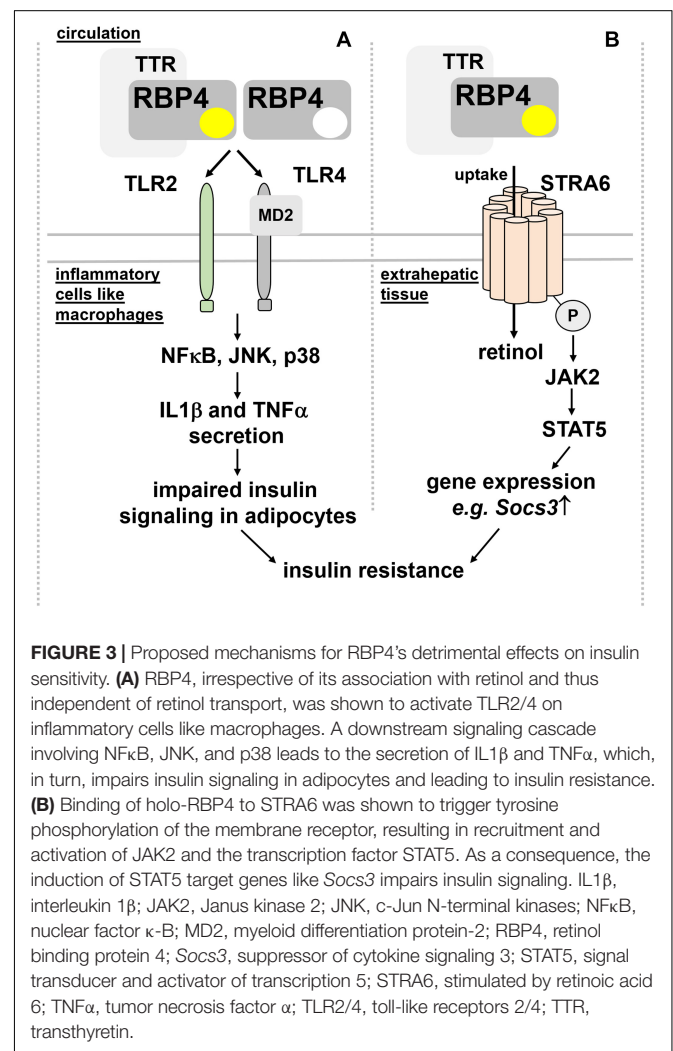 circulation
A
TTR
RBP4
RBP4
TLR2
TLR4
MD2
inflammatory
cells like
macrophages
NFκB, JNK, p38
IL1β and TNFα
secretion
impaired insulin
signaling in adipocytes
B
TTR
RBP4
uptake
STRA6
extrahepatic
tissue
P
retinol
JAK2
STAT5
gene expression
e.g. Socs3↑
insulin resistance
FIGURE 3 | Proposed mechanisms for RBP4's detrimental effects on insulin
sensitivity. (A) RBP4, irrespective of its association with retinol and thus
independent of retinol transport, was shown to activate TLR2/4 on
inflammatory cells like macrophages. A downstream signaling cascade
involving NFκB, JNK, and p38 leads to the secretion of IL1β and TNFα, which,
in turn, impairs insulin signaling in adipocytes and leading to insulin resistance.
(B) Binding of holo-RBP4 to STRA6 was shown to trigger tyrosine
phosphorylation of the membrane receptor, resulting in recruitment and
activation of JAK2 and the transcription factor STAT5. As a consequence, the
induction of STAT5 target genes like Socs3 impairs insulin signaling. IL1β,
interleukin 1β; JAK2, Janus kinase 2; JNK, c-Jun N-terminal kinases; NFκB,
nuclear factor κ-B; MD2, myeloid differentiation protein-2; RBP4, retinol
binding protein 4; Socs3, suppressor of cytokine signaling 3; STAT5, signal
transducer and activator of transcription 5; STRA6, stimulated by retinoic acid
6; TNFα, tumor necrosis factor α; TLR2/4, toll-like receptors 2/4; TTR,
transthyretin.